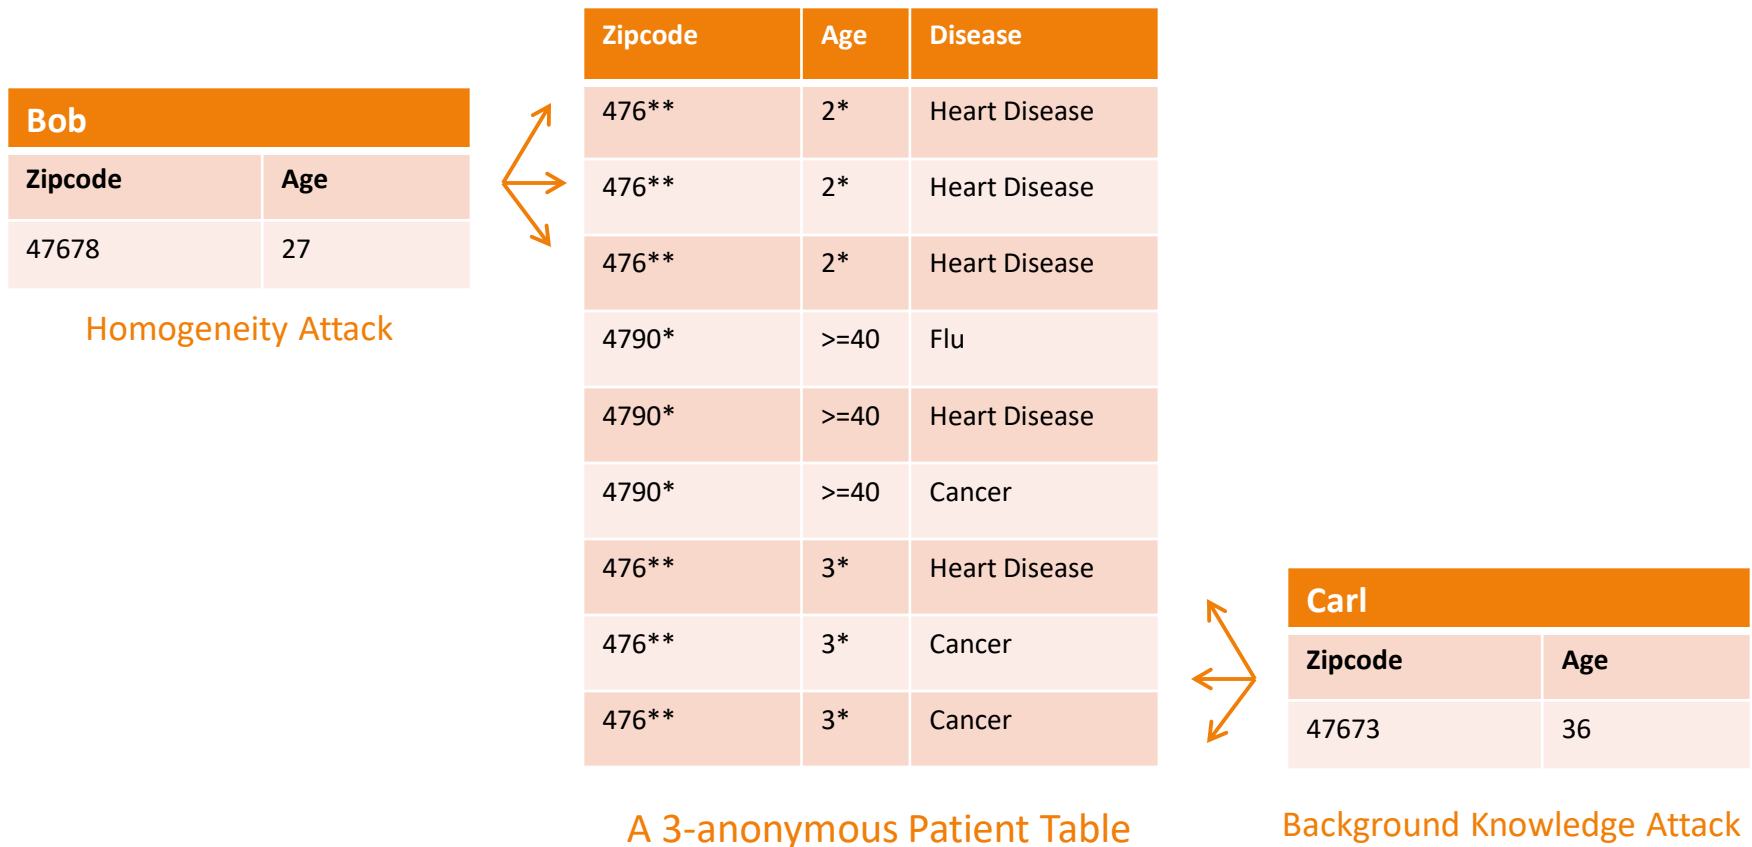 Bob
Zipcode Age
47678 27
Homogeneity Attack
Zipcode Age Disease
476** 2* Heart Disease
476** 2* Heart Disease
476** 2* Heart Disease
4790* >=40 Flu
4790* >=40 Heart Disease
4790* >=40 Cancer
476** 3* Heart Disease
476** 3* Cancer
476** 3* Cancer
A 3-anonymous Patient Table
Carl
Zipcode Age
47673 36
Background Knowledge Attack